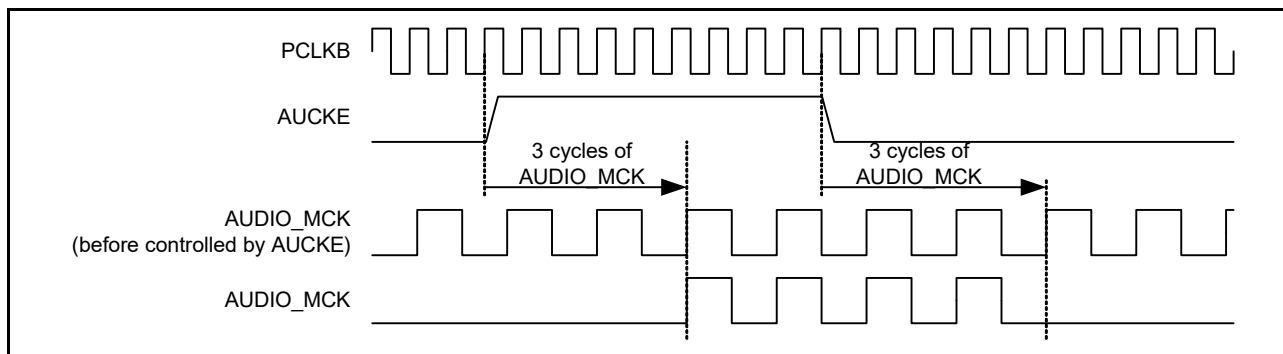 PCLKB
AUCKE
3 cycles of
AUDIO_MCK
3 cycles of
AUDIO_MCK
AUDIO_MCK
(before controlled by AUCKE)
AUDIO_MCK